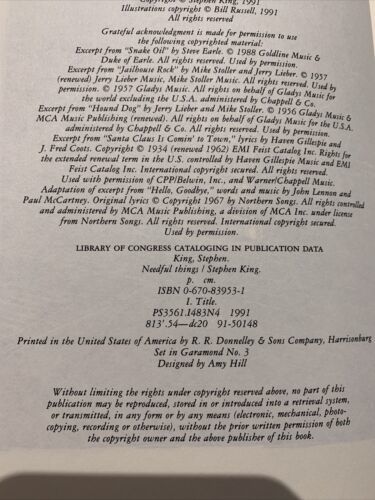 Copyright © Stephen King, 1991
Illustrations copyright © Bill Russell, 1991
All rights reserved
Grateful acknowledgment is made for permission to use
the following copyrighted material:
Excerpt from "Snake Oil" by Steve Earle. © 1988 Goldline Music &
Duke of Earle. All rights reserved. Used by permission.
Excerpt from "Jailhouse Rock" by Mike Stoller and Jerry Lieber. © 1957
(renewed) Jerry Lieber Music, Mike Stoller Music. All rights reserved. Used by
permission. © 1957 Gladys Music. All rights on behalf of Gladys Music for
the world excluding the U.S.A. administered by Chappell & Co.
Excerpt from "Hound Dog" by Jerry Lieber and Mike Stoller. © 1956 Gladys Music &
MCA Music Publishing (renewed). All rights on behalf of Gladys Music for the U.S.A.
administered by Chappell & Co. All rights reserved. Used by permission.
Excerpt from "Santa Claus Is Comin' to Town," lyrics by Haven Gillespie and
J. Fred Coots. Copyright © 1934 (renewed 1962) EMI Feist Catalog Inc. Rights for
the extended renewal term in the U.S. controlled by Haven Gillespie Music and EMI
Feist Catalog Inc. International copyright secured. All rights reserved.
Used with permission of CPP/Belwin, Inc., and Warner/Chappell Music.
Adaptation of excerpt from "Hello, Goodbye," words and music by John Lennon and
Paul McCartney. Original lyrics © Copyright 1967 by Northern Songs. All rights controlled
and administered by MCA Music Publishing, a division of MCA Inc. under license
from Northern Songs. All rights reserved. International copyright secured.
Used by permission.
LIBRARY OF CONGRESS CATALOGING IN PUBLICATION DATA
King, Stephen.
Needful things / Stephen King.
p. cm.
ISBN 0-670-83953-1
I. Title.
PS3561.I483N4 1991
813'.54—dc20 91-50148
Printed in the United States of America by R. R. Donnelley & Sons Company, Harrisonburg
Set in Garamond No. 3
Designed by Amy Hill
Without limiting the rights under copyright reserved above, no part of this
publication may be reproduced, stored in or introduced into a retrieval system,
or transmitted, in any form or by any means (electronic, mechanical, photo-
copying, recording or otherwise), without the prior written permission of both
the copyright owner and the above publisher of this book.